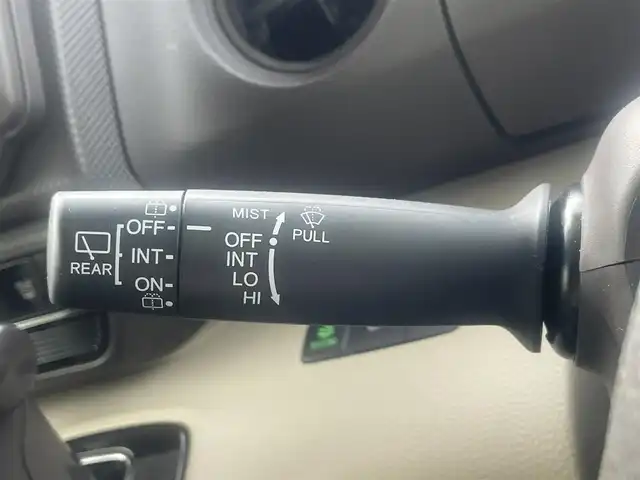 REAR
OFF
INT
ON
MIST
OFF
INT
LO
HI
PULL